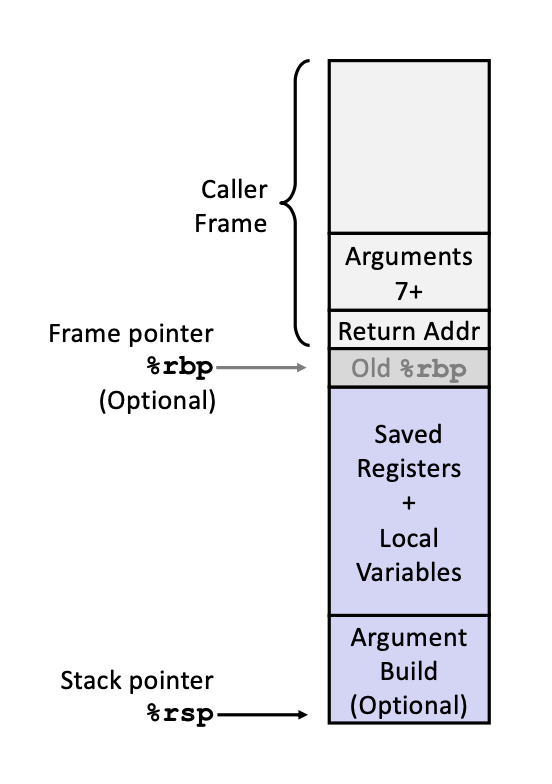 Caller
Frame
Arguments
7+
Return Addr
Frame pointer
%rbp
(Optional)
Old %rbp
Saved
Registers
+
Local
Variables
Argument
Build
(Optional)
Stack pointer
%rsp